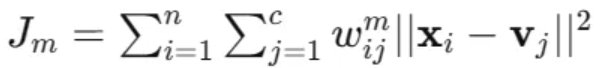 J_m = \sum_{i=1}^{n} \sum_{j=1}^{c} w_{ij}^{m} ||\mathbf{x}_i - \mathbf{v}_j||^2